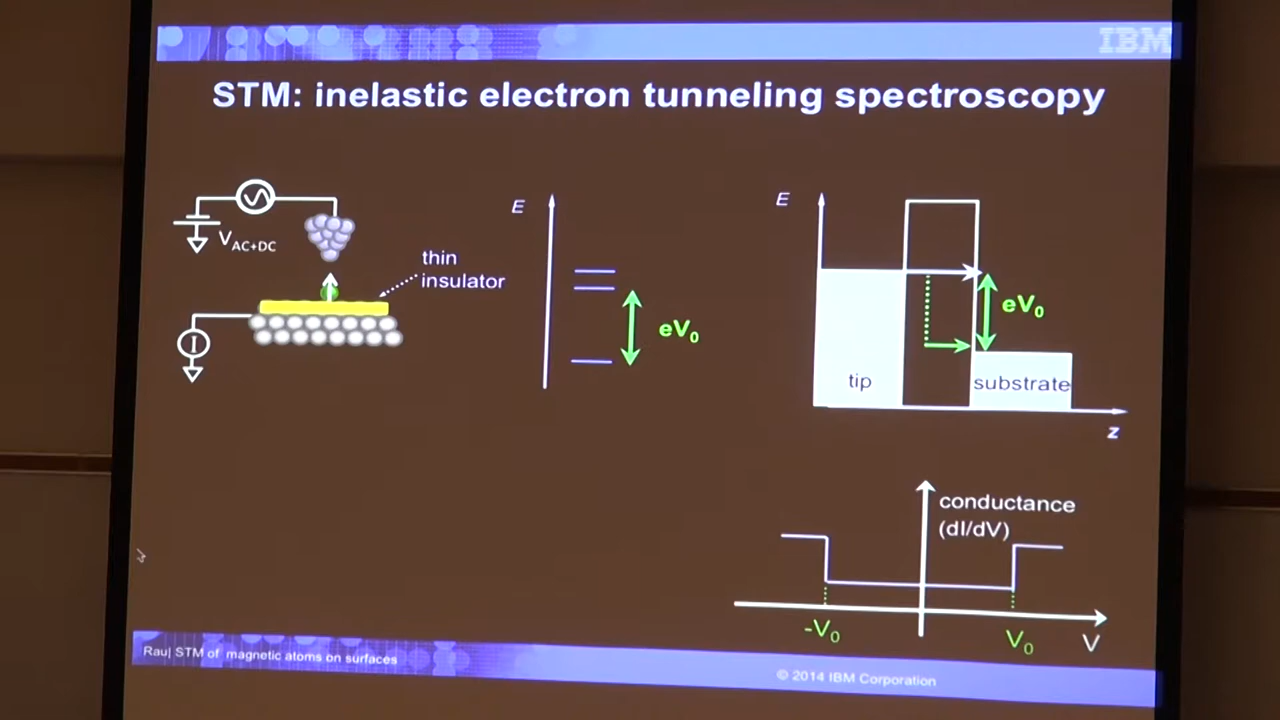 IBM
STM: inelastic electron tunneling spectroscopy
V AC+DC
thin
insulator
I
E
eV0
E
eV0
tip
substrate
z
conductance
(dI/dV)
-V0
V0
V
Rau| STM of magnetic atoms on surfaces
© 2014 IBM Corporation